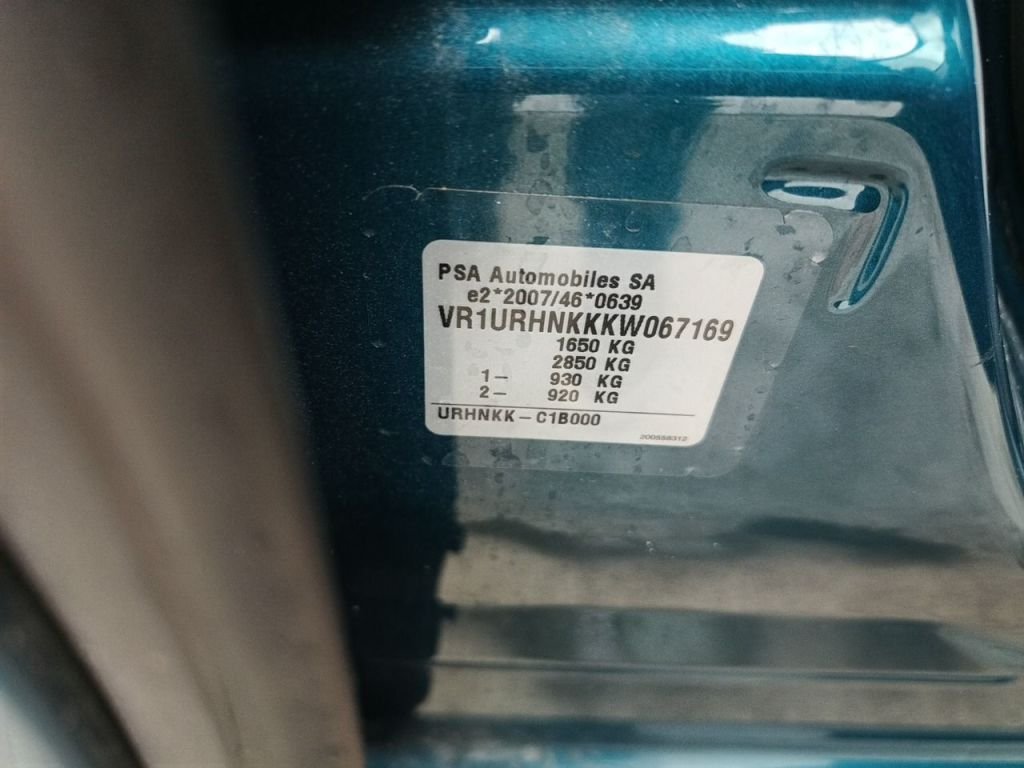 PSA Automobiles SA
e2*2007/46*0639
VR1URHNKKKW067169
1650 KG
2850 KG
1- 930 KG
2- 920 KG
URHNKK-C1B000
200558312